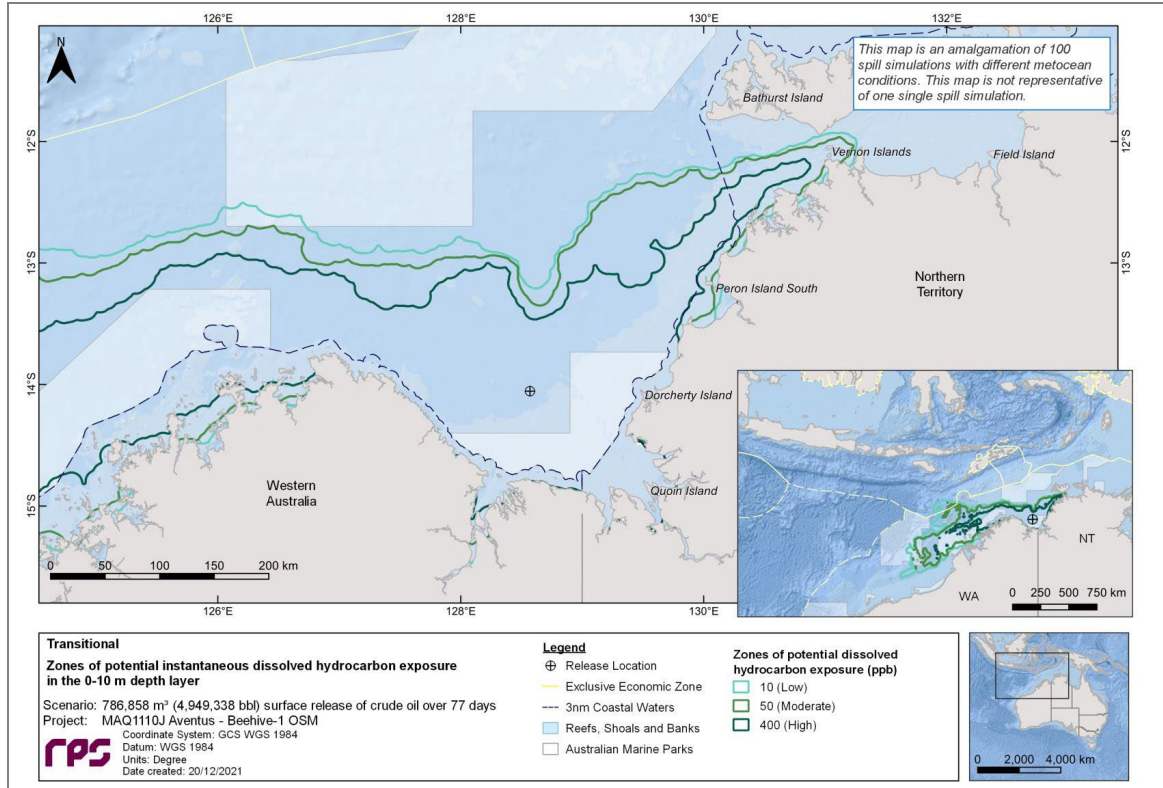 126°E 128°E 130°E 132°E
N
This map is an amalgamation of 100
spill simulations with different metocean
conditions. This map is not representative
of one single spill simulation.
Bathurst Island
12°S
Vernon Islands
Field Island
12°S
13°S
13°S
Northern
Territory
Peron Island South
14°S
Dorcherty Island
Western
Australia
Quoin Island
15°S
0 50 100 150 200 km
126°E 128°E 130°E
NT
WA
0 250 500 750 km
Transitional
Zones of potential instantaneous dissolved hydrocarbon exposure
in the 0-10 m depth layer
Scenario: 786,858 m³ (4,949,338 bbl) surface release of crude oil over 77 days
Project: MAQ1110J Aventus - Beehive-1 OSM
rps
Coordinate System: GCS WGS 1984
Datum: WGS 1984
Units: Degree
Date created: 20/12/2021
Legend
Release Location
Exclusive Economic Zone
3nm Coastal Waters
Reefs, Shoals and Banks
Australian Marine Parks
Zones of potential dissolved
hydrocarbon exposure (ppb)
10 (Low)
50 (Moderate)
400 (High)
0 2,000 4,000 km